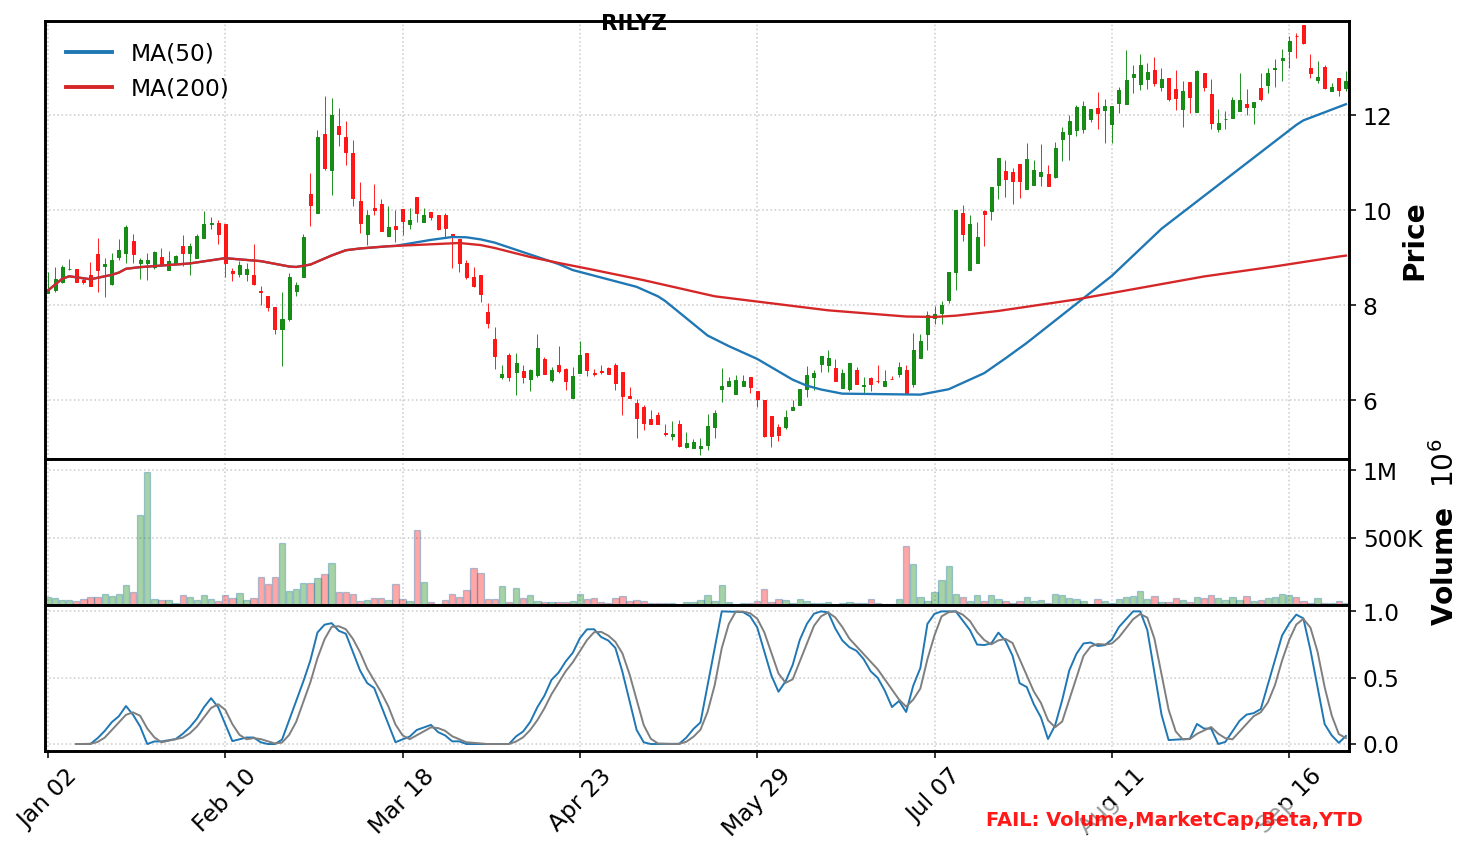 RILYZ
MA(50)
MA(200)
12
10
8
6
Price
1M
500K
Volume 10⁶
1.0
0.5
0.0
Jan 02
Feb 10
Mar 18
Apr 23
May 29
Jul 07
Aug 11
Sep 16
FAIL: Volume,MarketCap,Beta,YTD